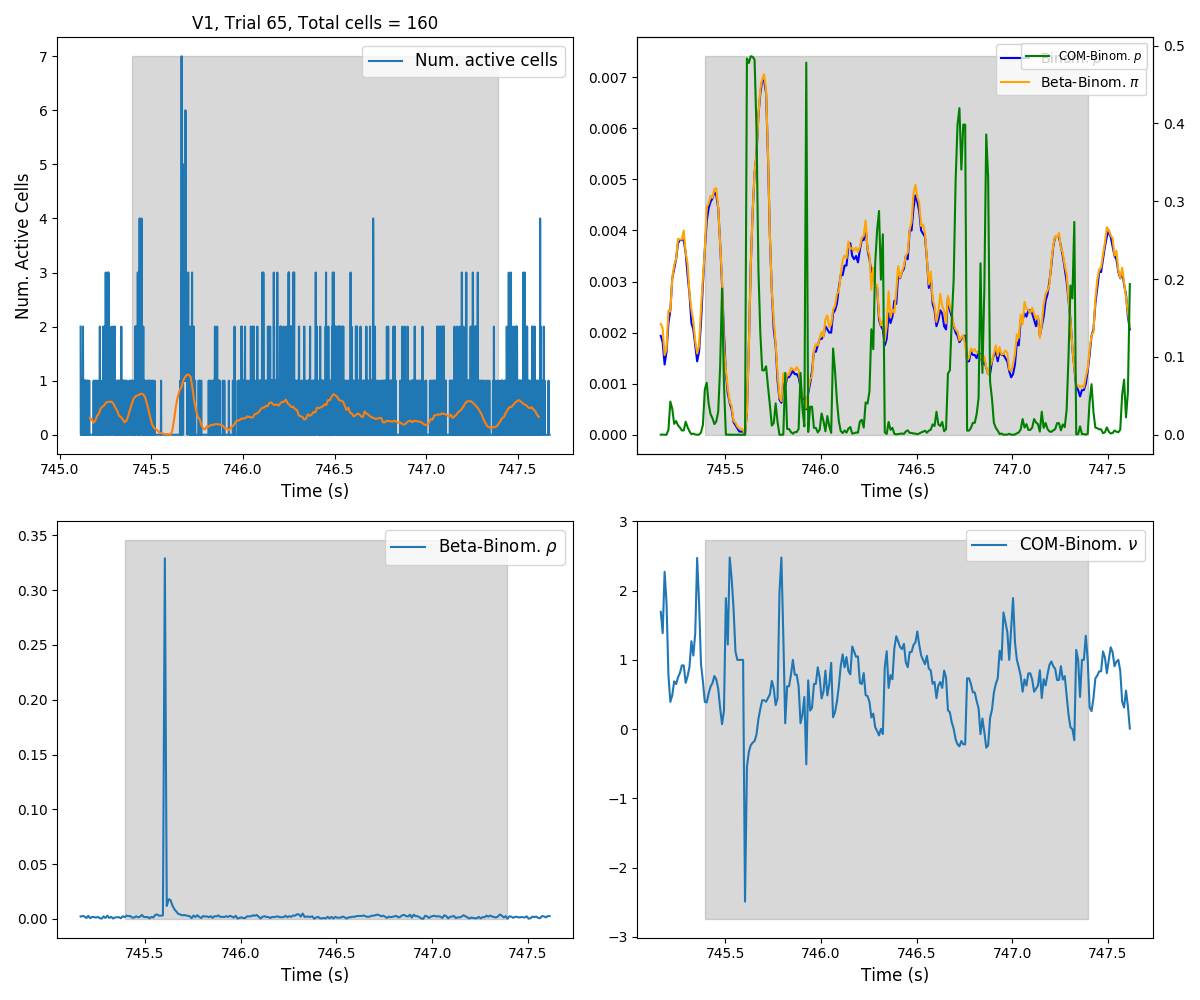 V1, Trial 65, Total cells = 160
Num. active cells
Num. Active Cells
7
6
5
4
3
2
1
0
745.0 745.5 746.0 746.5 747.0 747.5
Time (s)
COM-Binom. p
Beta-Binom. π
0.007
0.006
0.005
0.004
0.003
0.002
0.001
0.000
0.5
0.4
0.3
0.2
0.1
0.0
745.5 746.0 746.5 747.0 747.5
Time (s)
Beta-Binom. ρ
0.35
0.30
0.25
0.20
0.15
0.10
0.05
0.00
745.5 746.0 746.5 747.0 747.5
Time (s)
COM-Binom. ν
3
2
1
0
−1
−2
−3
745.5 746.0 746.5 747.0 747.5
Time (s)